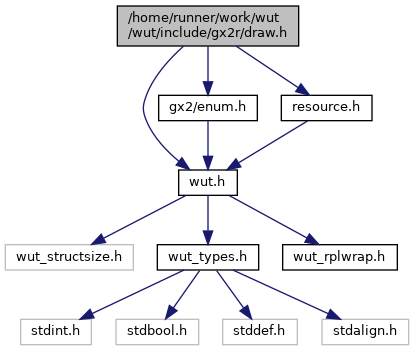 /home/runner/work/wut
/wut/include/gx2r/draw.h
gx2/enum.h
resource.h
wut.h
wut_structsize.h
wut_types.h
wut_rplwrap.h
stdint.h
stdbool.h
stddef.h
stdalign.h